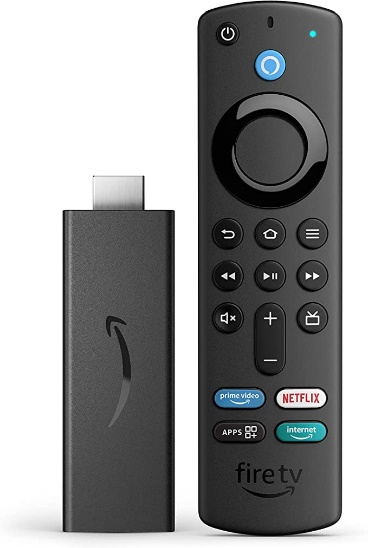 prime video
NETFLIX
APPS
internet
fire tv